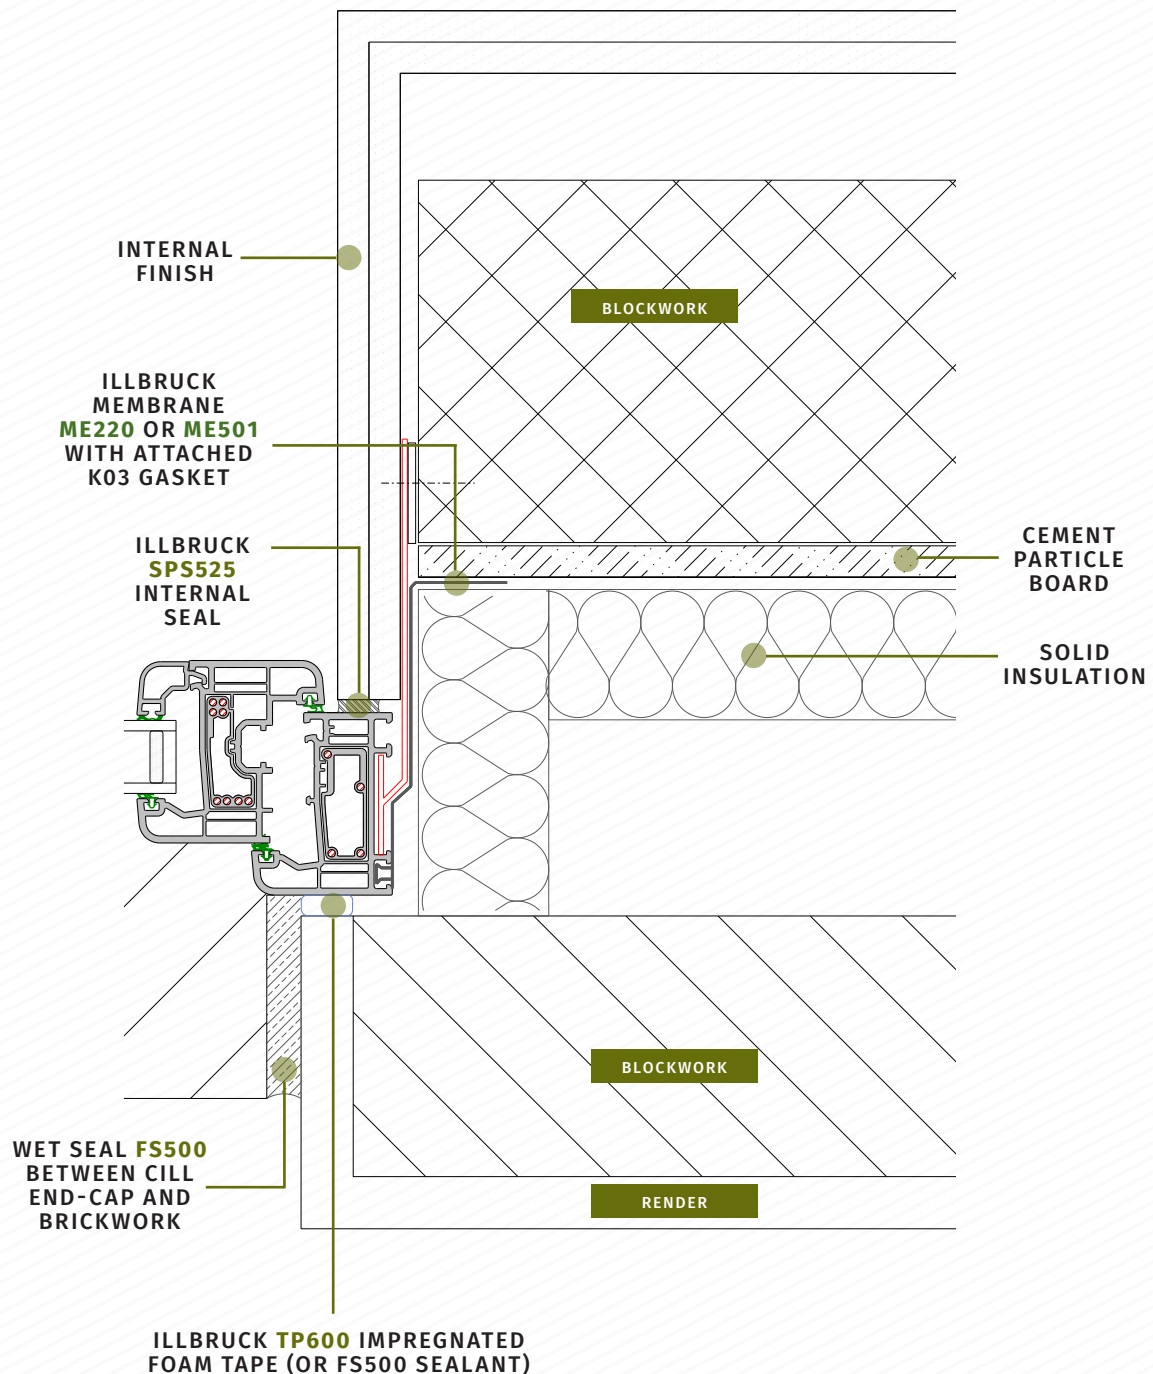 INTERNAL
FINISH
BLOCKWORK
ILLBRUCK
MEMBRANE
ME220 OR ME501
WITH ATTACHED
K03 GASKET
ILLBRUCK
SPS525
INTERNAL
SEAL
CEMENT
PARTICLE
BOARD
SOLID
INSULATION
BLOCKWORK
WET SEAL FS500
BETWEEN CILL
END-CAP AND
BRICKWORK
RENDER
ILLBRUCK TP600 IMPREGNATED
FOAM TAPE (OR FS500 SEALANT)